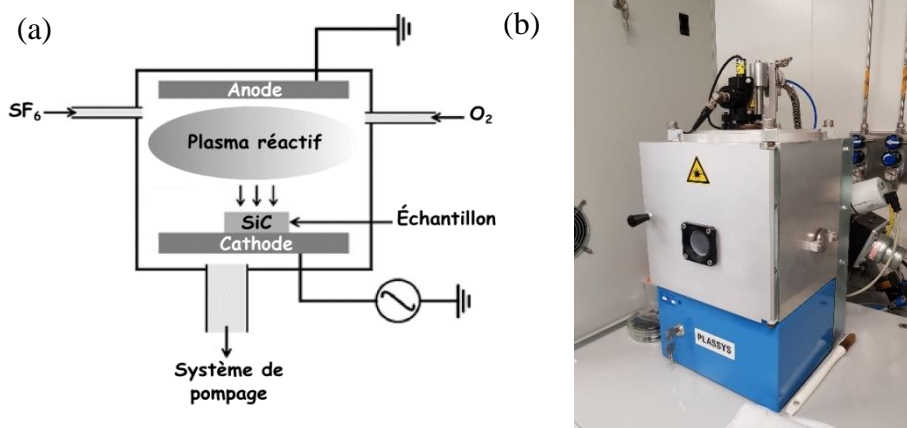 (a)
(b)
Anode
SF6
O2
Plasma réactif
SiC
Échantillon
Cathode
Système de
pompage
PLASSYS